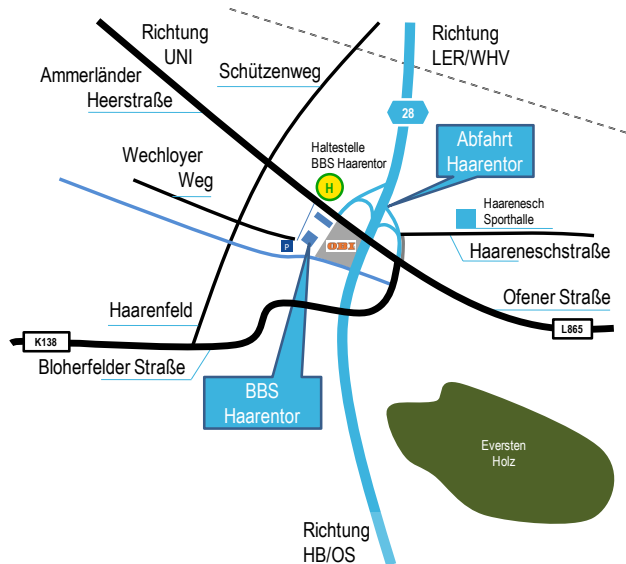 Richtung
UNI
Richtung
LER/WHV
Schützenweg
Ammerländer
Heerstraße
28
Abfahrt
Haarentor
Haltestelle
BBS Haarentor
Wechloyer
Weg
H
Haarenesch
Sporthalle
P
OBI
Haareneschstraße
Haarenfeld
Ofener Straße
L865
K138
Bloherfelder Straße
BBS
Haarentor
Eversten
Holz
Richtung
HB/OS